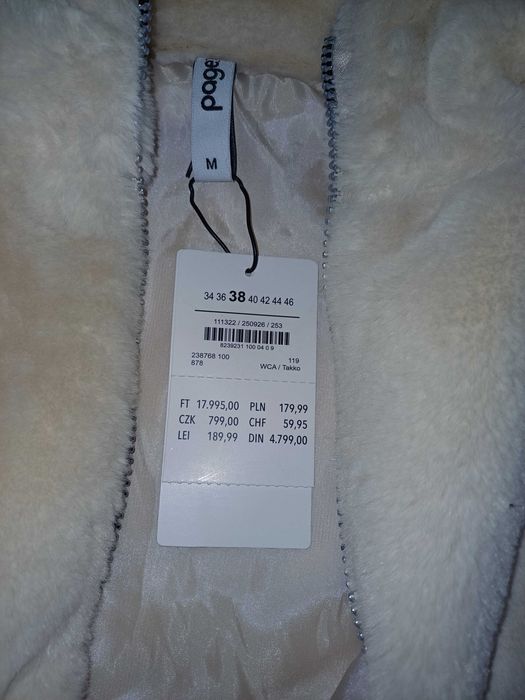 page
M
34 36 38 40 42 44 46
111322 / 250926 / 253
8239231 100 04 0 9
238768 100 119
678 WCA / Takko
FT 17.995,00 PLN 179,99
CZK 799,00 CHF 59,95
LEI 189,99 DIN 4.799,00